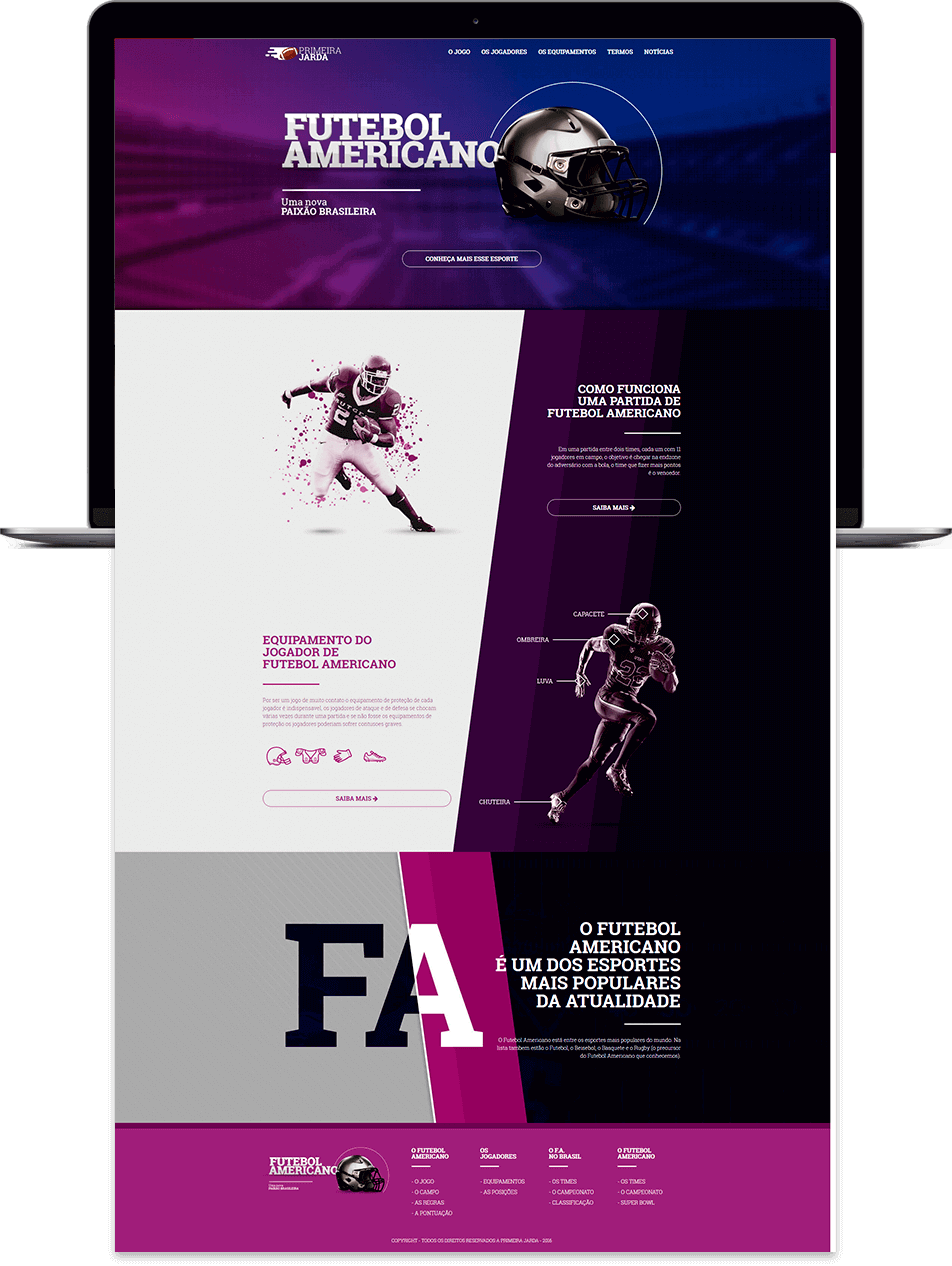 PRIMEIRA
JARDA
O JOGO OS JOGADORES OS EQUIPAMENTOS TERMOS NOTÍCIAS
FUTEBOL
AMERICANO
Uma nova
PAIXÃO BRASILEIRA
CONHEÇA MAIS ESSE ESPORTE
RUTGERS
2
2
COMO FUNCIONA
UMA PARTIDA DE
FUTEBOL AMERICANO
Em uma partida entre dois times, cada um com 11
jogadores em campo, o objetivo é chegar na endzone
do adversário com a bola, o time que fizer mais pontos
é o vencedor.
SAIBA MAIS
CAPACETE
OMBREIRA
22
LUVA
CHUTEIRA
EQUIPAMENTO DO
JOGADOR DE
FUTEBOL AMERICANO
Por ser um jogo de muito contato o equipamento de proteção de cada
jogador é indispensável, os jogadores de ataque e de defesa se chocam
várias vezes durante uma partida e se não fosse os equipamentos de
proteção os jogadores poderiam sofrer contusões graves.
SAIBA MAIS
FA
O FUTEBOL
AMERICANO
É UM DOS ESPORTES
MAIS POPULARES
DA ATUALIDADE
O Futebol Americano está entre os esportes mais populares do mundo. Na
lista também estão o Futebol, o Beisebol, o Basquete e o Rugby (o precursor
do Futebol Americano que conhecemos).
FUTEBOL
AMERICANO
Uma nova
PAIXÃO BRASILEIRA
O FUTEBOL
AMERICANO
- O JOGO
- O CAMPO
- AS REGRAS
- A PONTUAÇÃO
OS
JOGADORES
- EQUIPAMENTOS
- AS POSIÇÕES
O F.A.
NO BRASIL
- OS TIMES
- O CAMPEONATO
- CLASSIFICAÇÃO
O FUTEBOL
AMERICANO
- OS TIMES
- O CAMPEONATO
- SUPER BOWL
COPYRIGHT - TODOS OS DIREITOS RESERVADOS A PRIMEIRA JARDA - 2016